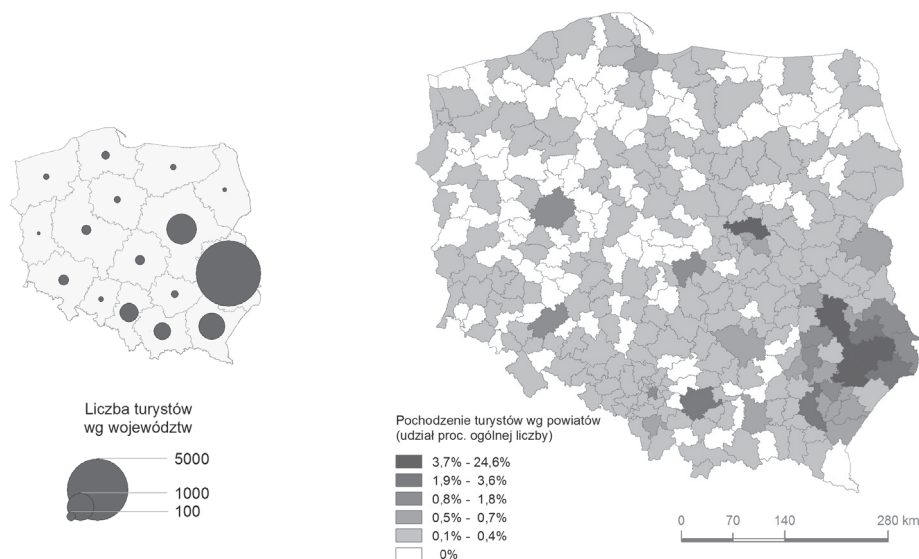 Liczba turystów
wg województw
5000
1000
100
Pochodzenie turystów wg powiatów
(udział proc. ogólnej liczby)
3.7% - 24,6%
1,9% - 3,6%
0,8% - 1,8%
0,5% - 0,7%
0,1% - 0,4%
0%
0 70 140 280 km